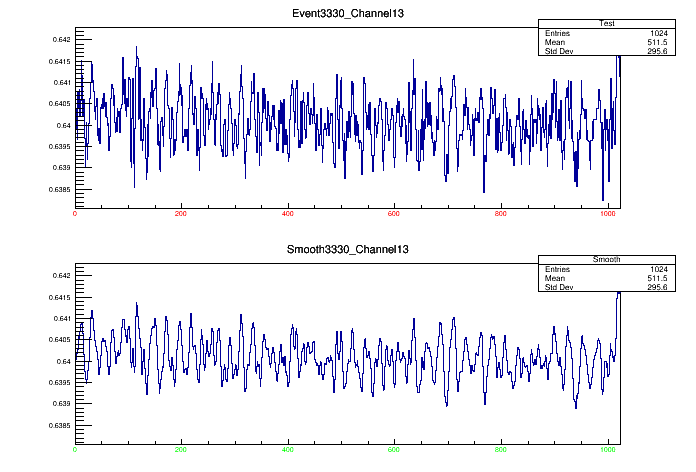 Event3330_Channel13
Test
Entries 1024
Mean 511.5
Std Dev 295.6
0.642
0.6415
0.641
0.6405
0.64
0.6395
0.639
0.6385
0 200 400 600 800 1000
Smooth3330_Channel13
Smooth
Entries 1024
Mean 511.5
Std Dev 295.6
0.642
0.6415
0.641
0.6405
0.64
0.6395
0.639
0.6385
0 200 400 600 800 1000